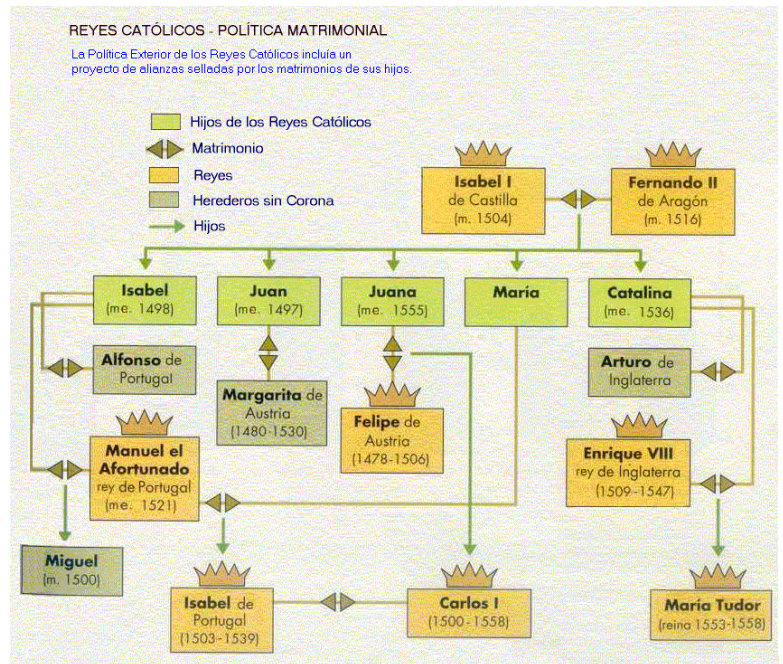 REYES CATÓLICOS - POLÍTICA MATRIMONIAL
La Política Exterior de los Reyes Católicos incluía un
proyecto de alianzas selladas por los matrimonios de sus hijos.
Hijos de los Reyes Católicos
Matrimonio
Reyes
Herederos sin Corona
Hijos
Isabel I
de Castilla
(m. 1504)
Fernando II
de Aragón
(m. 1516)
Isabel
(me. 1498)
Juan
(me. 1497)
Juana
(me. 1555)
María
Catalina
(me. 1536)
Alfonso de
Portugal
Margarita de
Austria
(1480-1530)
Felipe de
Austria
(1478-1506)
Arturo de
Inglaterra
Manuel el
Afortunado
rey de Portugal
(me. 1521)
Enrique VIII
rey de Inglaterra
(1509-1547)
Miguel
(m. 1500)
Isabel de
Portugal
(1503-1539)
Carlos I
(1500-1558)
María Tudor
(reina 1553-1558)